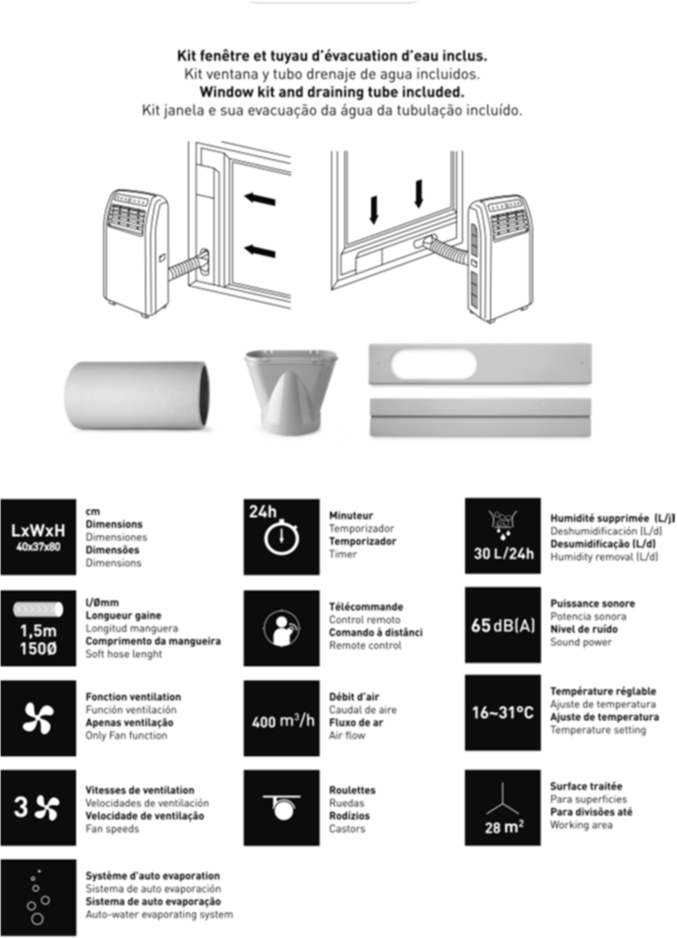 Kit fenêtre et tuyau d'évacuation d'eau inclus.
Kit ventana y tubo drenaje de agua incluidos.
Window kit and draining tube included.
Kit janela e sua evacuação da água da tubulação incluído.
LxWxH
40x37x80
cm
Dimensions
Dimensiones
Dimensões
Dimensions
24h
Minuteur
Temporizador
Temporizador
Timer
30 L/24h
Humidité supprimée (L/j)
Deshumidificación (L/d)
Desumidificação (L/d)
Humidity removal (L/d)
1,5m
150Ø
l/Ømm
Longueur gaine
Longitud manguera
Comprimento da mangueira
Soft hose lenght
Télécommande
Control remoto
Comando à distânci
Remote control
65 dB(A)
Puissance sonore
Potencia sonora
Nivel de ruído
Sound power
Fonction ventilation
Función ventilación
Apenas ventilação
Only Fan function
400 m³/h
Débit d'air
Caudal de aire
Fluxo de ar
Air flow
16~31°C
Température réglable
Ajuste de temperatura
Ajuste de temperatura
Temperature setting
3
Vitesses de ventilation
Velocidades de ventilación
Velocidade de ventilação
Fan speeds
Roulettes
Ruedas
Rodízios
Castors
28 m²
Surface traitée
Para superficies
Para divisões até
Working area
Système d'auto evaporation
Sistema de auto evaporación
Sistema de auto evaporação
Auto-water evaporating system